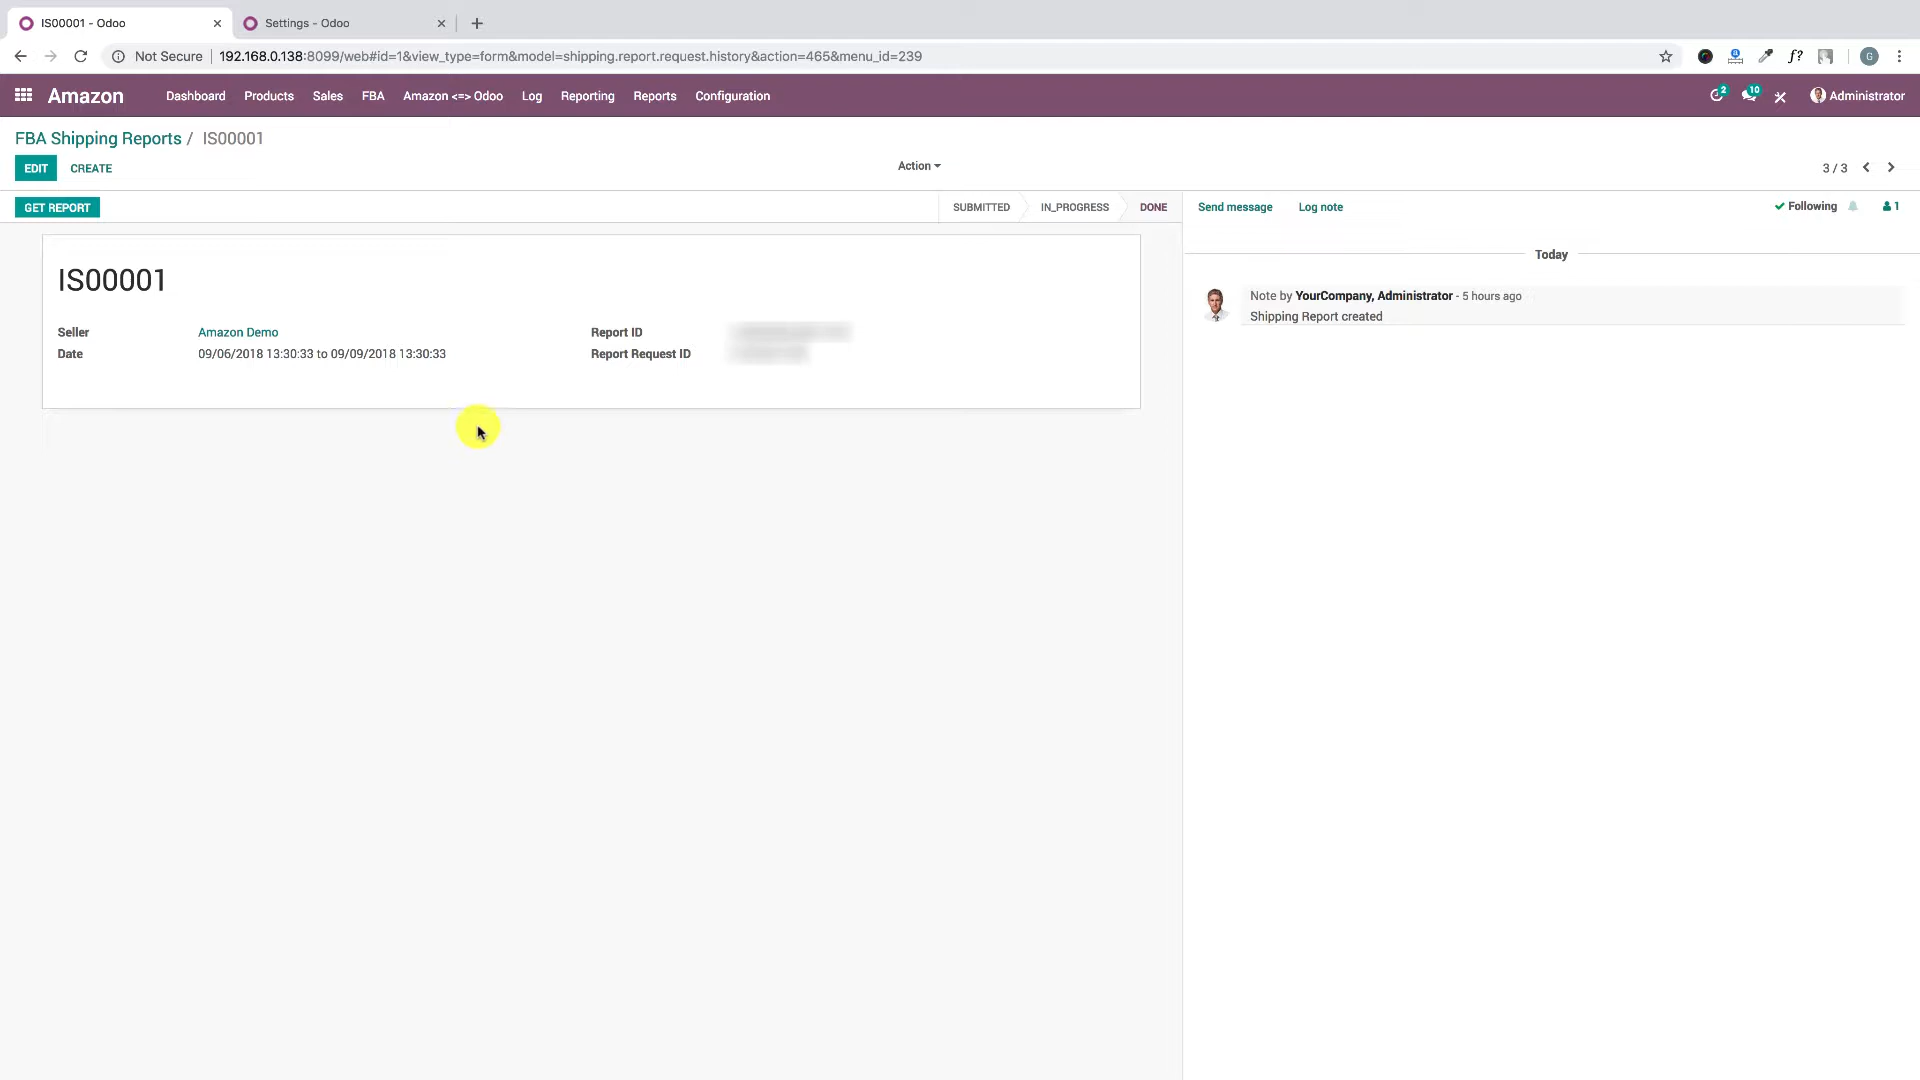 IS00001 - Odoo
Settings - Odoo
Not Secure
192.168.0.138:8099/web#id=1&view_type=form&model=shipping.report.request.history&action=465&menu_id=239
G
Amazon
Dashboard Products Sales FBA Amazon <=> Odoo Log Reporting Reports Configuration
2 10 Administrator
FBA Shipping Reports / IS00001
EDIT CREATE
Action
3 / 3
GET REPORT
SUBMITTED IN_PROGRESS DONE
Send message Log note
Following 1
IS00001
Seller Amazon Demo
Date 09/06/2018 13:30:33 to 09/09/2018 13:30:33
Report ID
Report Request ID
Today
Note by YourCompany, Administrator - 5 hours ago
Shipping Report created